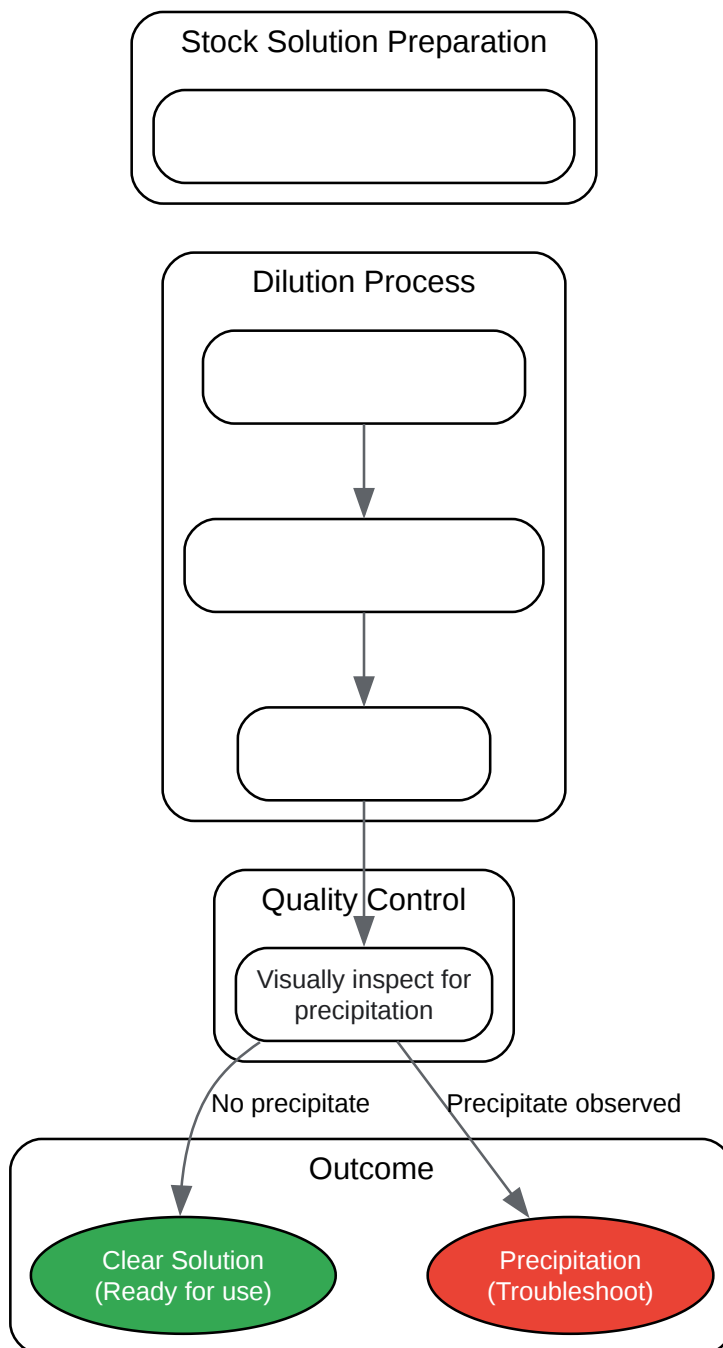 Stock Solution Preparation
Dilution Process
Quality Control
Visually inspect for
precipitation
No precipitate
Precipitate observed
Outcome
Clear Solution
(Ready for use)
Precipitation
(Troubleshoot)